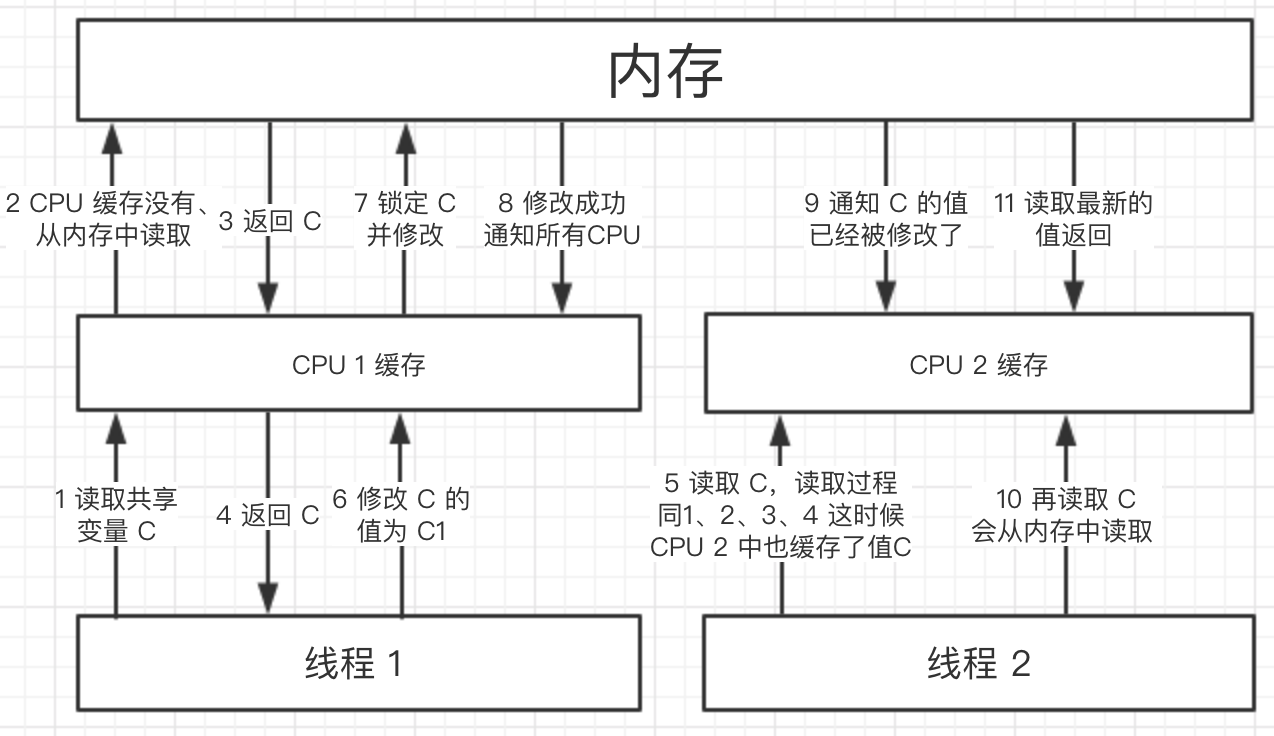 内存
2 CPU 缓存没有、
从内存中读取
3 返回 C
7 锁定 C
并修改
8 修改成功
通知所有CPU
9 通知 C 的值
已经被修改了
11 读取最新的
值返回
CPU 1 缓存
CPU 2 缓存
1 读取共享
变量 C
4 返回 C
6 修改 C 的
值为 C1
5 读取 C，读取过程
同1、2、3、4 这时候
CPU 2 中也缓存了值C
10 再读取 C
会从内存中读取
线程 1
线程 2